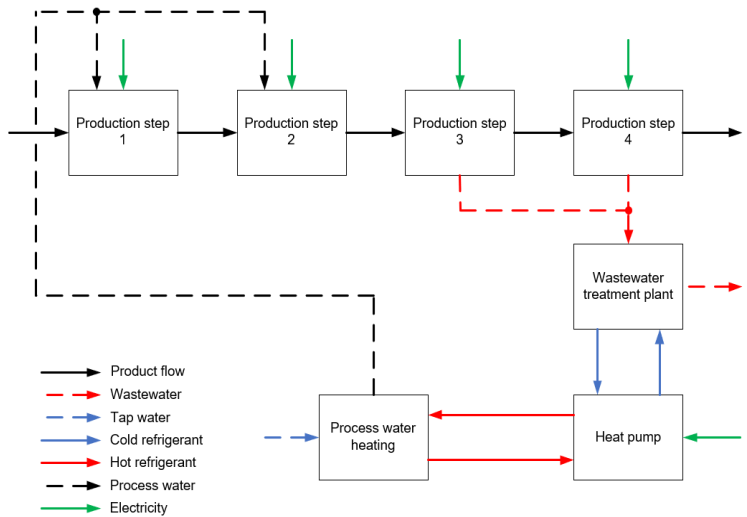 Production step
1
Production step
2
Production step
3
Production step
4
Wastewater
treatment plant
Process water
heating
Heat pump
Product flow
Wastewater
Tap water
Cold refrigerant
Hot refrigerant
Process water
Electricity